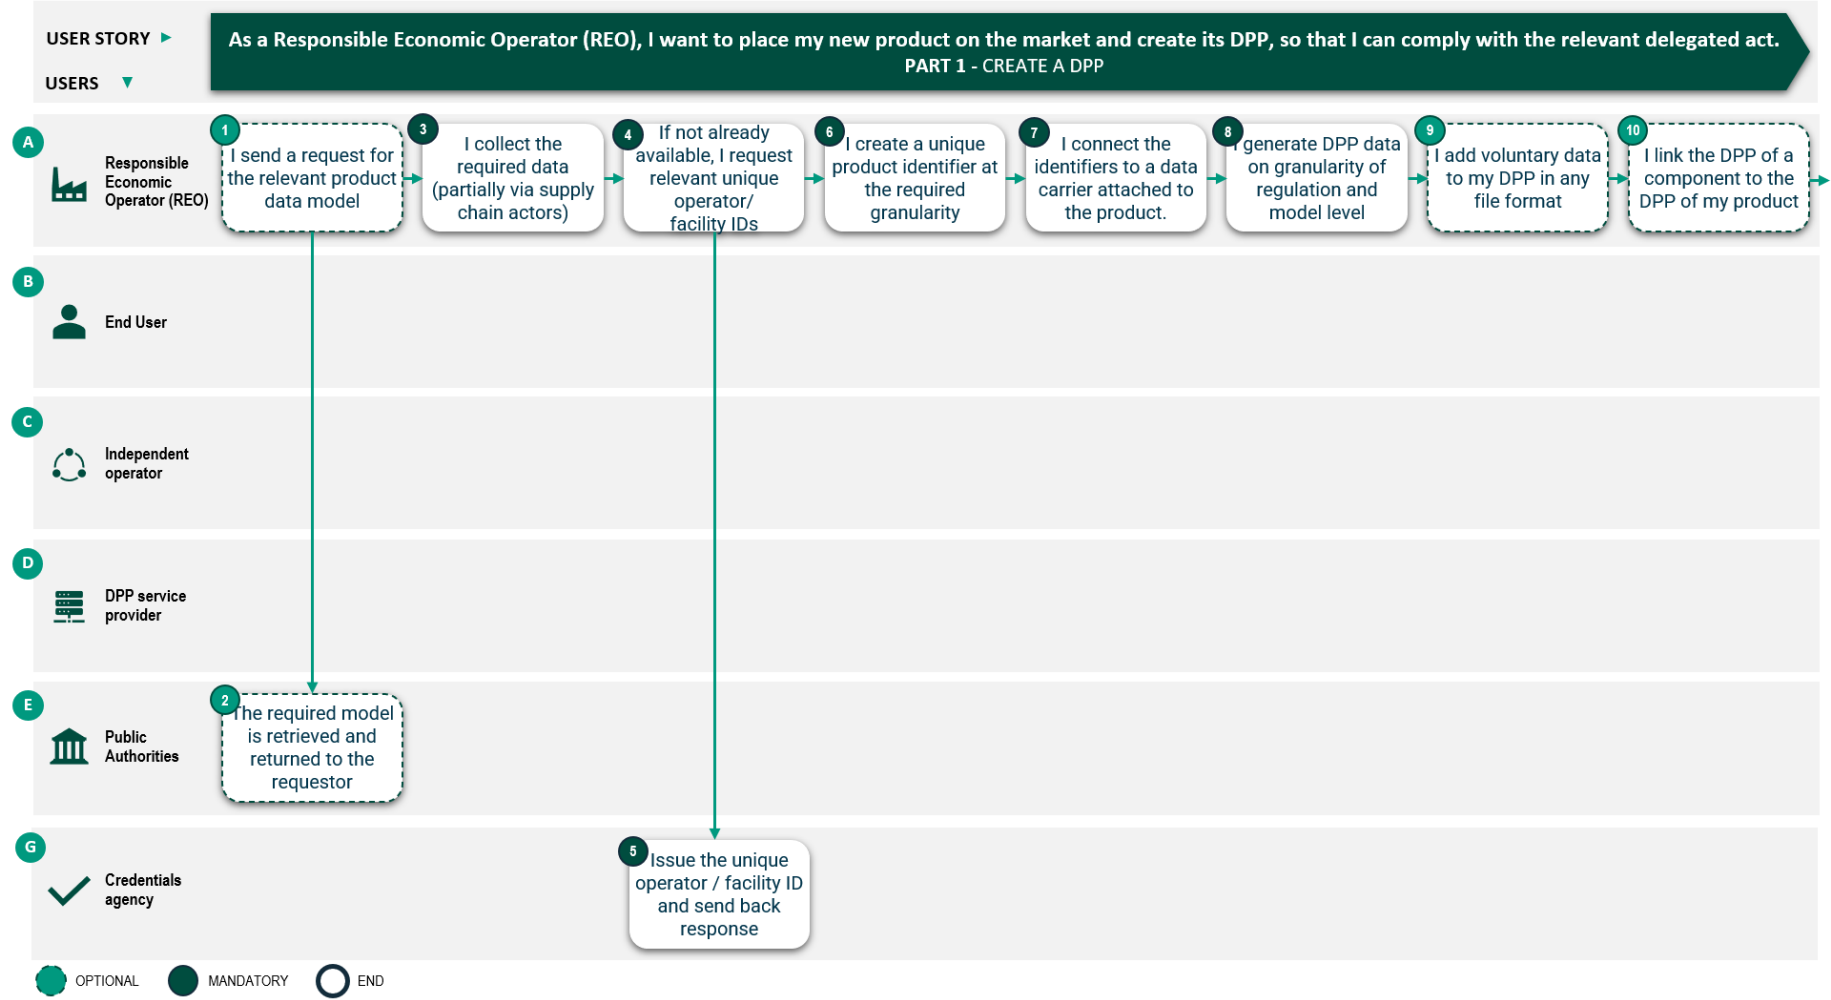 USER STORY
As a Responsible Economic Operator (REO), I want to place my new product on the market and create its DPP, so that I can comply with the relevant delegated act.
PART 1 - CREATE A DPP
USERS
A
Responsible
Economic
Operator (REO)
1
I send a request for
the relevant product
data model
3
I collect the
required data
(partially via supply
chain actors)
4
If not already
available, I request
relevant unique
operator/
facility IDs
6
I create a unique
product identifier at
the required
granularity
7
I connect the
identifiers to a data
carrier attached to
the product.
8
I generate DPP data
on granularity of
regulation and
model level
9
I add voluntary data
to my DPP in any
file format
10
I link the DPP of a
component to the
DPP of my product
B
End User
C
Independent
operator
D
DPP service
provider
E
Public
Authorities
2
The required model
is retrieved and
returned to the
requestor
G
Credentials
agency
5
Issue the unique
operator / facility ID
and send back
response
OPTIONAL
MANDATORY
END